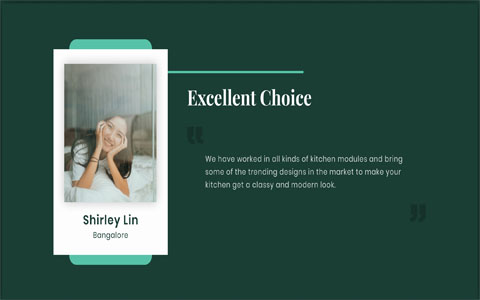 Excellent Choice
We have worked in all kinds of kitchen modules and bring
some of the trending designs in the market to make your
kitchen get a classy and modern look.
Shirley Lin
Bangalore